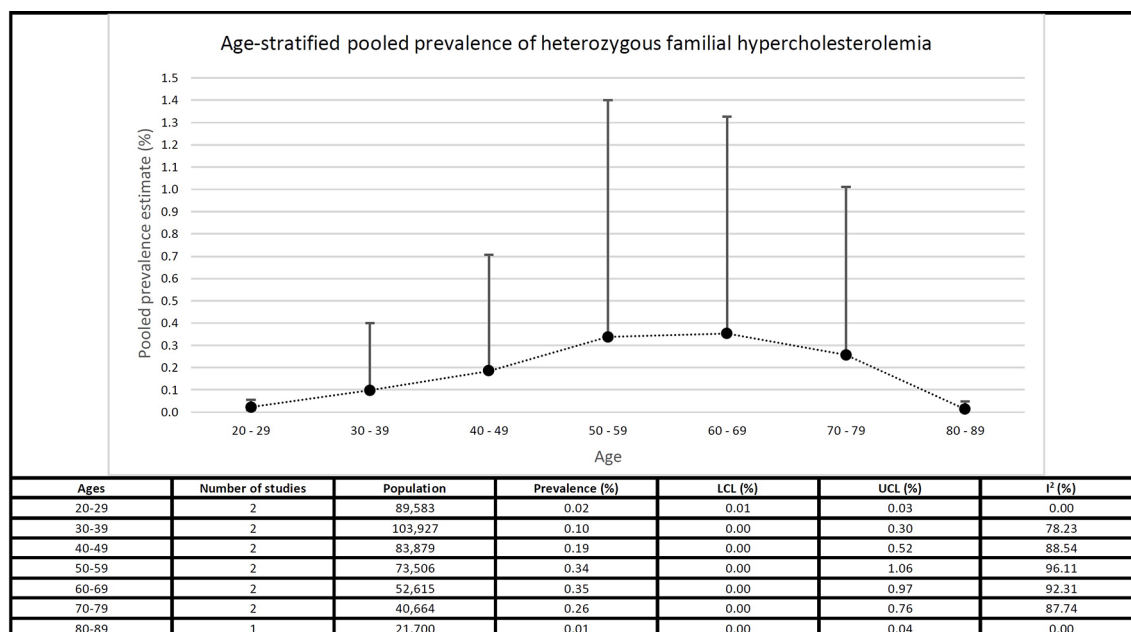 Age-stratified pooled prevalence of heterozygous familial hypercholesterolemia
Pooled prevalence estimate (%)
1.5
1.4
1.3
1.2
1.1
1.0
0.9
0.8
0.7
0.6
0.5
0.4
0.3
0.2
0.1
0.0
20 - 29 30 - 39 40 - 49 50 - 59 60 - 69 70 - 79 80 - 89
Age
Ages Number of studies Population Prevalence (%) LCL (%) UCL (%) I² (%)
20-29 2 89,583 0.02 0.01 0.03 0.00
30-39 2 103,927 0.10 0.00 0.30 78.23
40-49 2 83,879 0.19 0.00 0.52 88.54
50-59 2 73,506 0.34 0.00 1.06 96.11
60-69 2 52,615 0.35 0.00 0.97 92.31
70-79 2 40,664 0.26 0.00 0.76 87.74
80-89 1 21,700 0.01 0.00 0.04 0.00